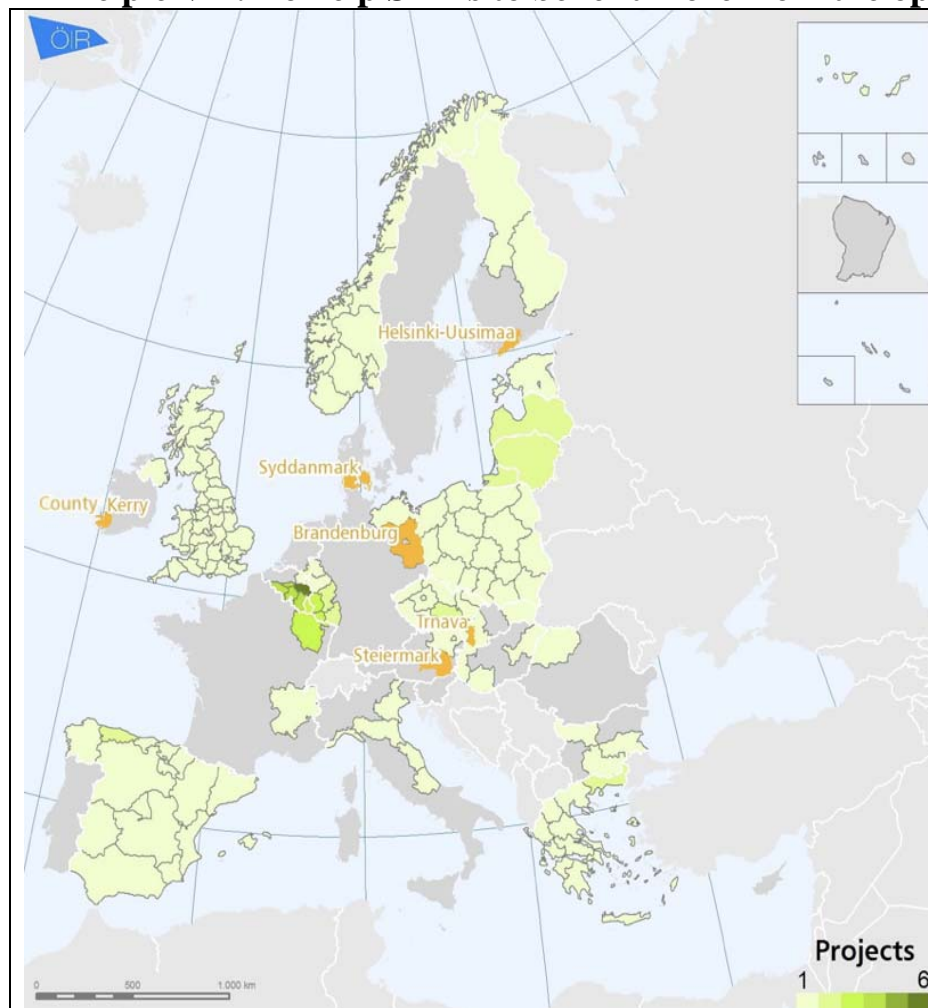 ÖIR
Helsinki-Uusimaa
Syddanmark
County Kerry
Brandenburg
Trnava
Steiermark
Projects
1 6
0 500 1.000 km